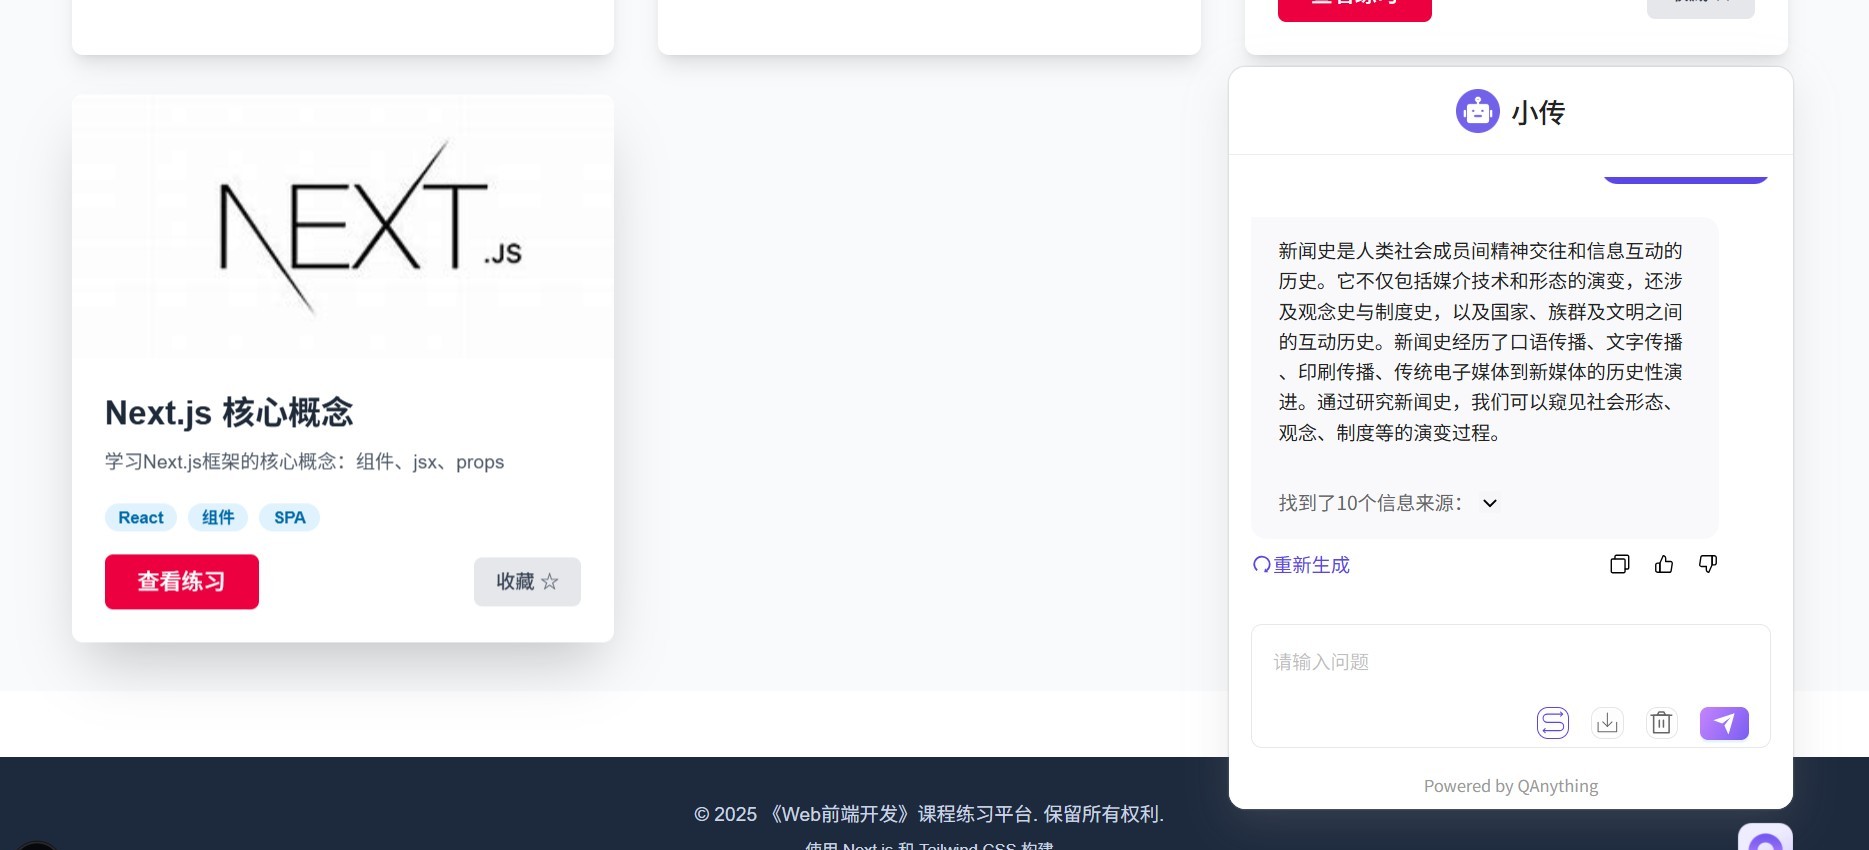 NEXT.JS
Next.js 核心概念
学习Next.js框架的核心概念：组件、jsx、props
React 组件 SPA
查看练习
收藏 ☆
小传
新闻史是人类社会成员间精神交往和信息互动的
历史。它不仅包括媒介技术和形态的演变，还涉
及观念史与制度史，以及国家、族群及文明之间
的互动历史。新闻史经历了口语传播、文字传播
、印刷传播、传统电子媒体到新媒体的历史性演
进。通过研究新闻史，我们可以窥见社会形态、
观念、制度等的演变过程。
找到了10个信息来源：
重新生成
请输入问题
Powered by QAnything
© 2025 《Web前端开发》课程练习平台. 保留所有权利.
使用 Next.js 和 Tailwind CSS 构建